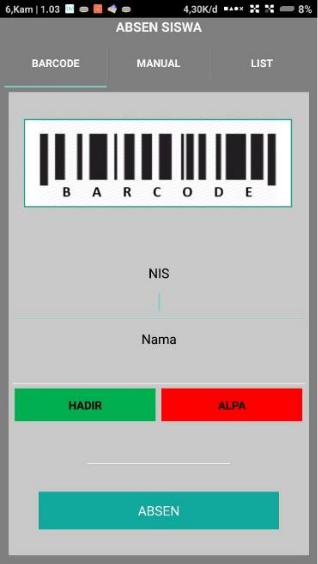 6,Kam | 1.03 4,30K/d 8%
ABSEN SISWA
BARCODE MANUAL LIST
BARCODE
NIS
Nama
HADIR ALPA
ABSEN